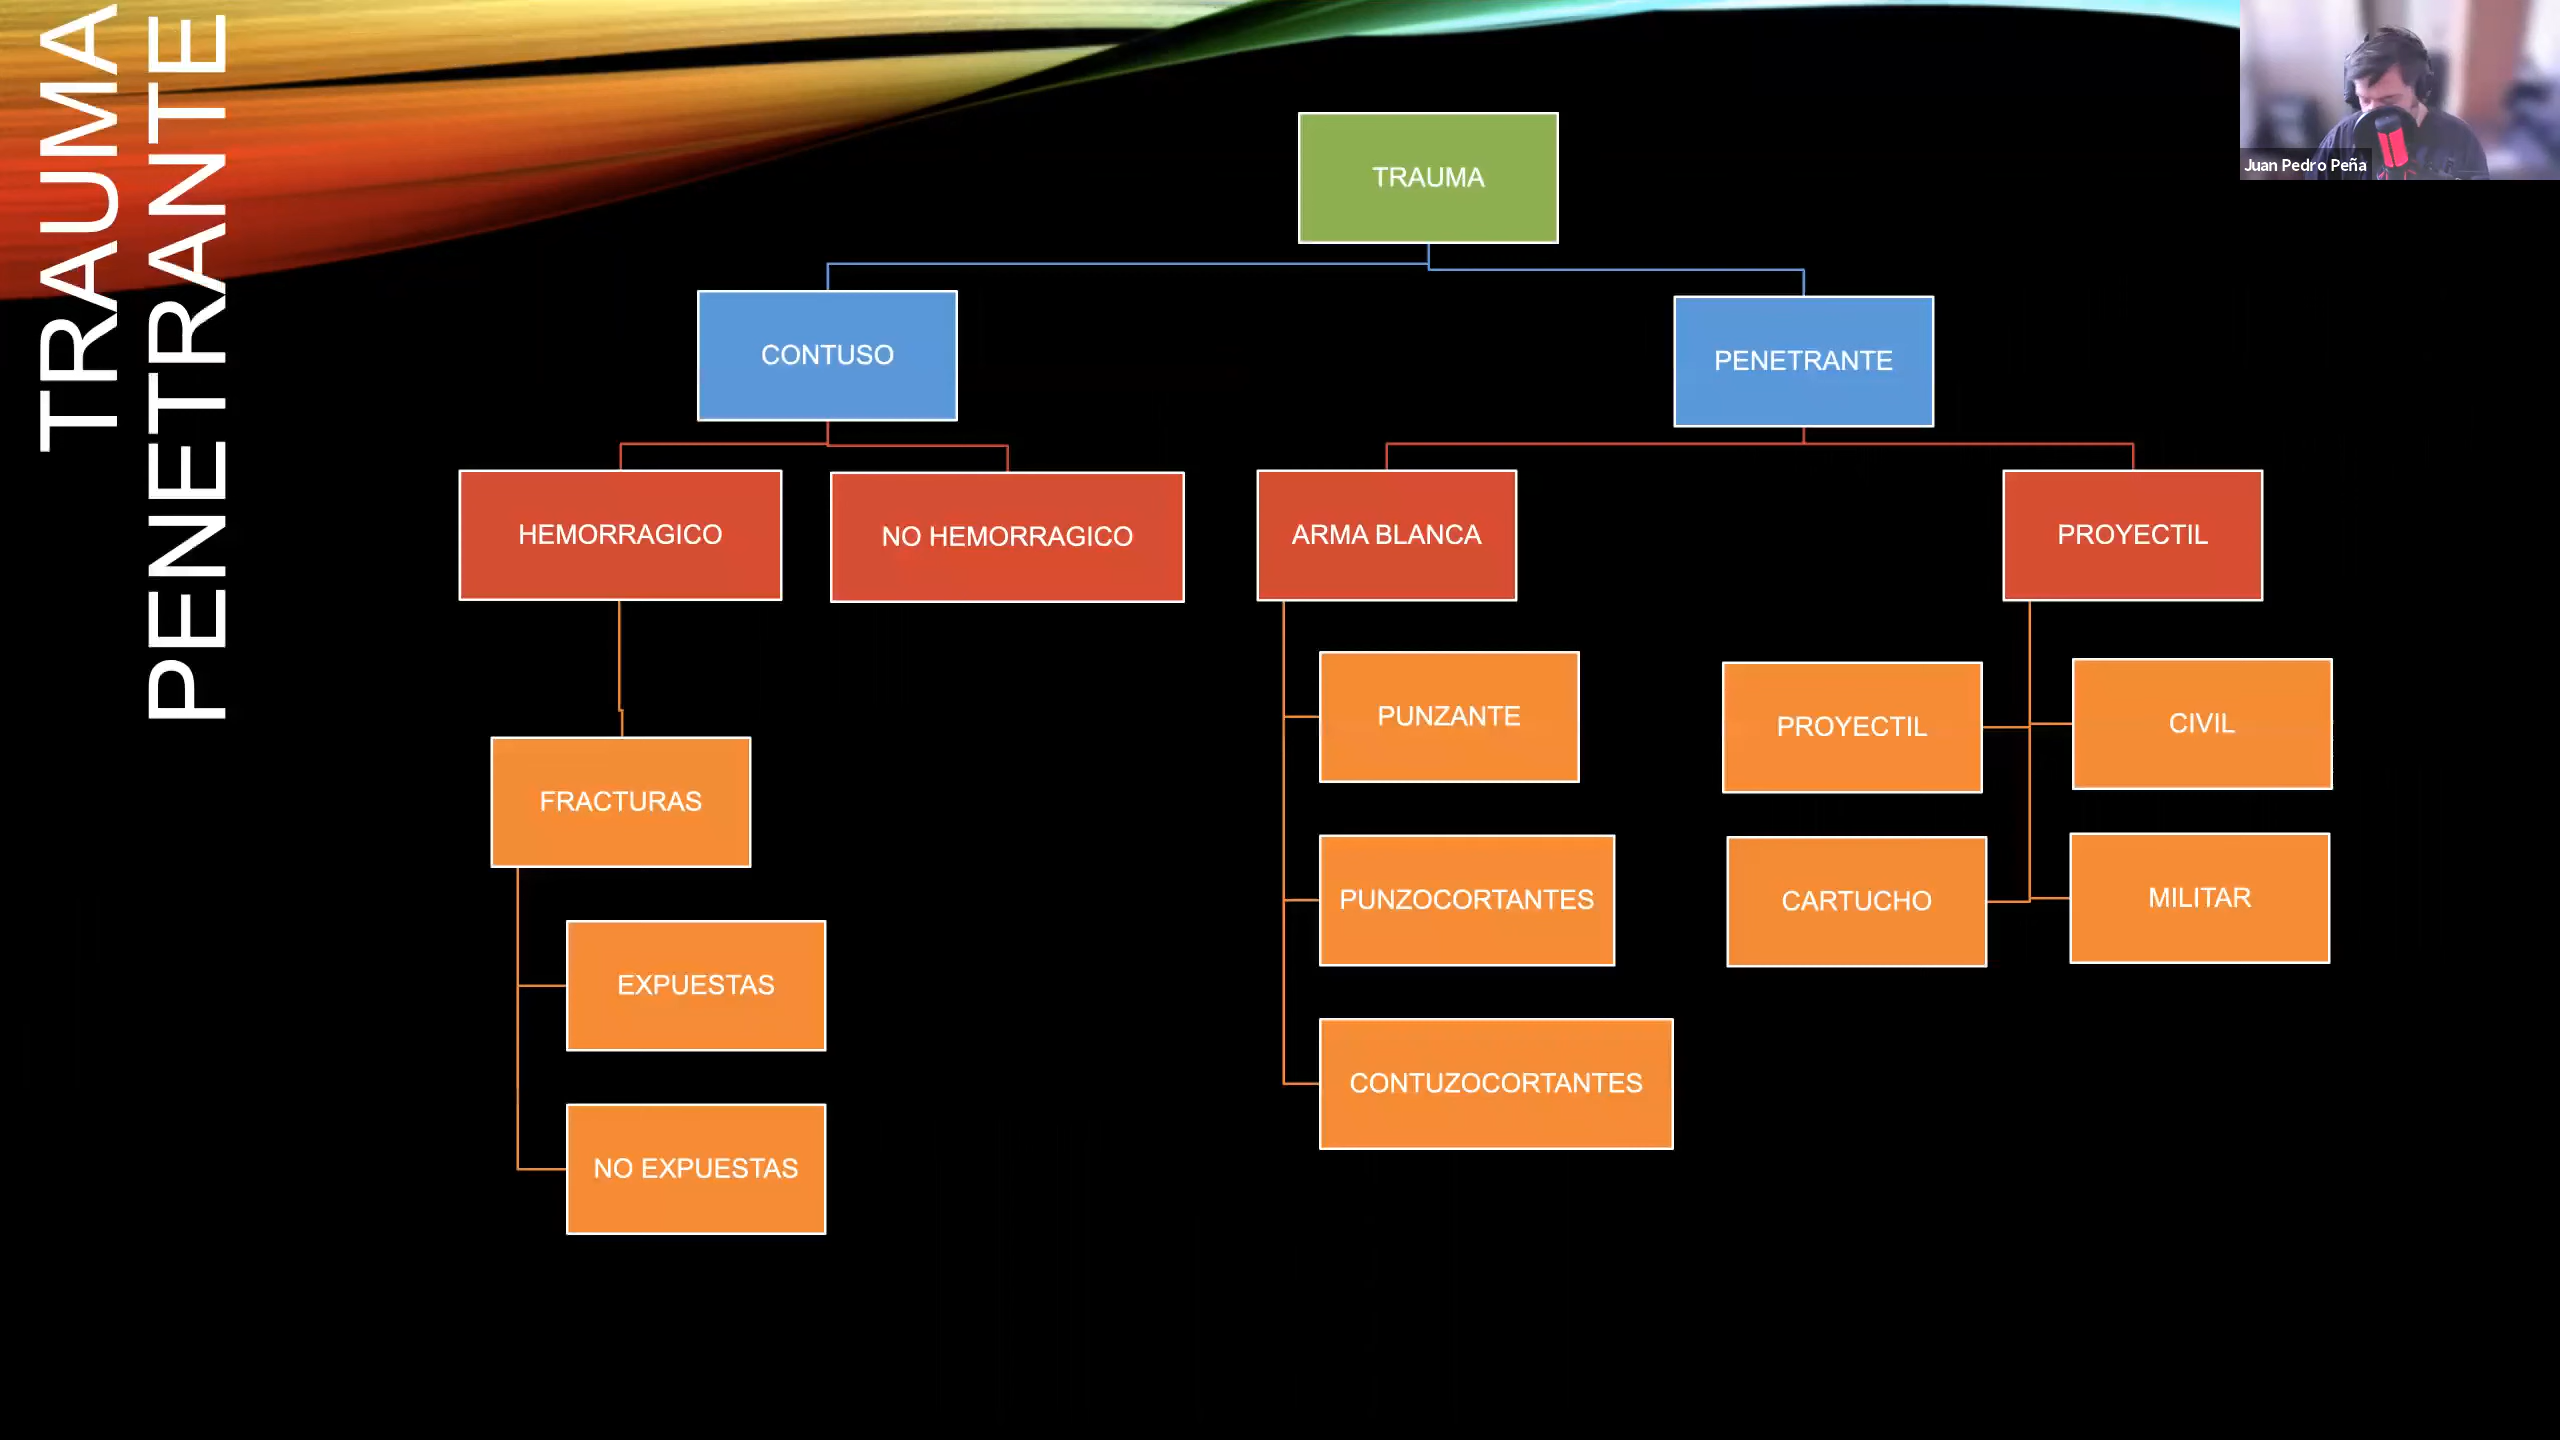 TRAUMA
PENETRANTE
Juan Pedro Peña
TRAUMA
CONTUSO
PENETRANTE
HEMORRAGICO
NO HEMORRAGICO
ARMA BLANCA
PROYECTIL
PUNZANTE
PROYECTIL
CIVIL
FRACTURAS
PUNZOCORTANTES
CARTUCHO
MILITAR
EXPUESTAS
CONTUZOCORTANTES
NO EXPUESTAS